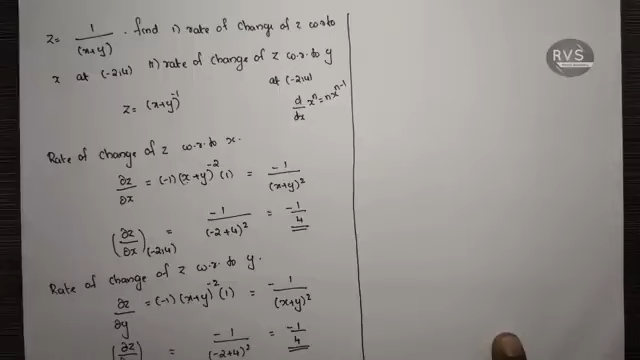 z = 1/(x+y) . find i) rate of change of z w.r.to
x at (-2,4) ii) rate of change of z w.r.to y
at (-2,4)
z = (x+y)^-1
d/dx x^n = nx^n-1
Rate of change of z w.r.to x.
∂z/∂x = (-1) (x+y)^-2 (1) = -1/(x+y)^2
(∂z/∂x)(-2,4) = -1/(-2+4)^2 = -1/4
Rate of change of z w.r.to y.
∂z/∂y = (-1) (x+y)^-2 (1) = -1/(x+y)^2
(∂z/ = -1/(-2+4)^2 = -1/4
RVS